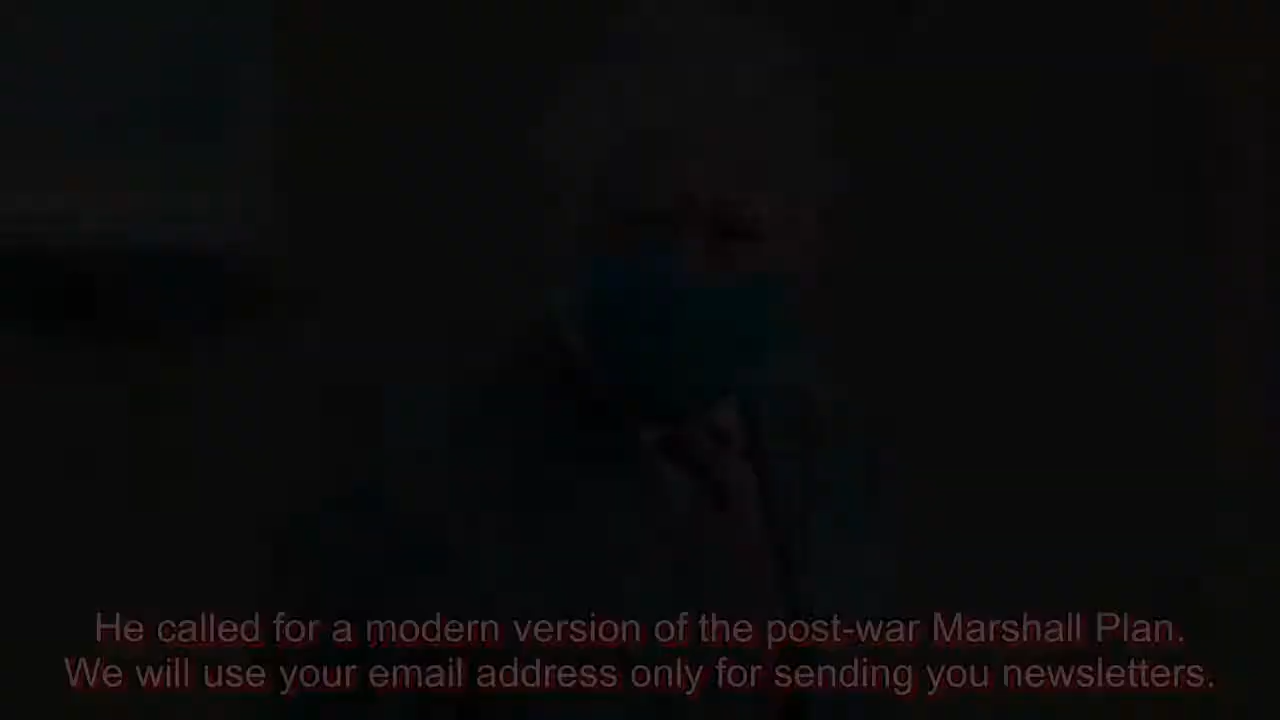 He called for a modern version of the post-war Marshall Plan.
We will use your email address only for sending you newsletters.